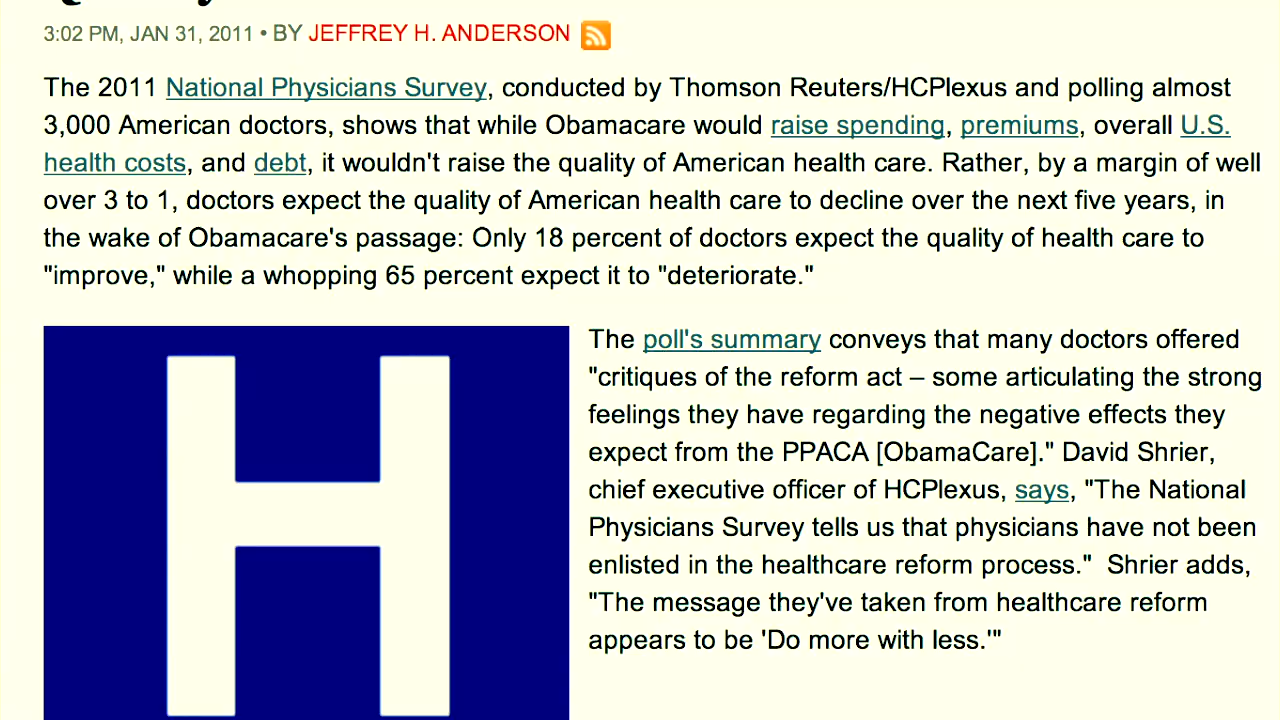 3:02 PM, JAN 31, 2011 • BY JEFFREY H. ANDERSON
The 2011 National Physicians Survey, conducted by Thomson Reuters/HCPlexus and polling almost
3,000 American doctors, shows that while Obamacare would raise spending, premiums, overall U.S.
health costs, and debt, it wouldn't raise the quality of American health care. Rather, by a margin of well
over 3 to 1, doctors expect the quality of American health care to decline over the next five years, in
the wake of Obamacare's passage: Only 18 percent of doctors expect the quality of health care to
"improve," while a whopping 65 percent expect it to "deteriorate."
H
The poll's summary conveys that many doctors offered
"critiques of the reform act – some articulating the strong
feelings they have regarding the negative effects they
expect from the PPACA [ObamaCare]." David Shrier,
chief executive officer of HCPlexus, says, "The National
Physicians Survey tells us that physicians have not been
enlisted in the healthcare reform process."  Shrier adds,
"The message they've taken from healthcare reform
appears to be 'Do more with less.'"